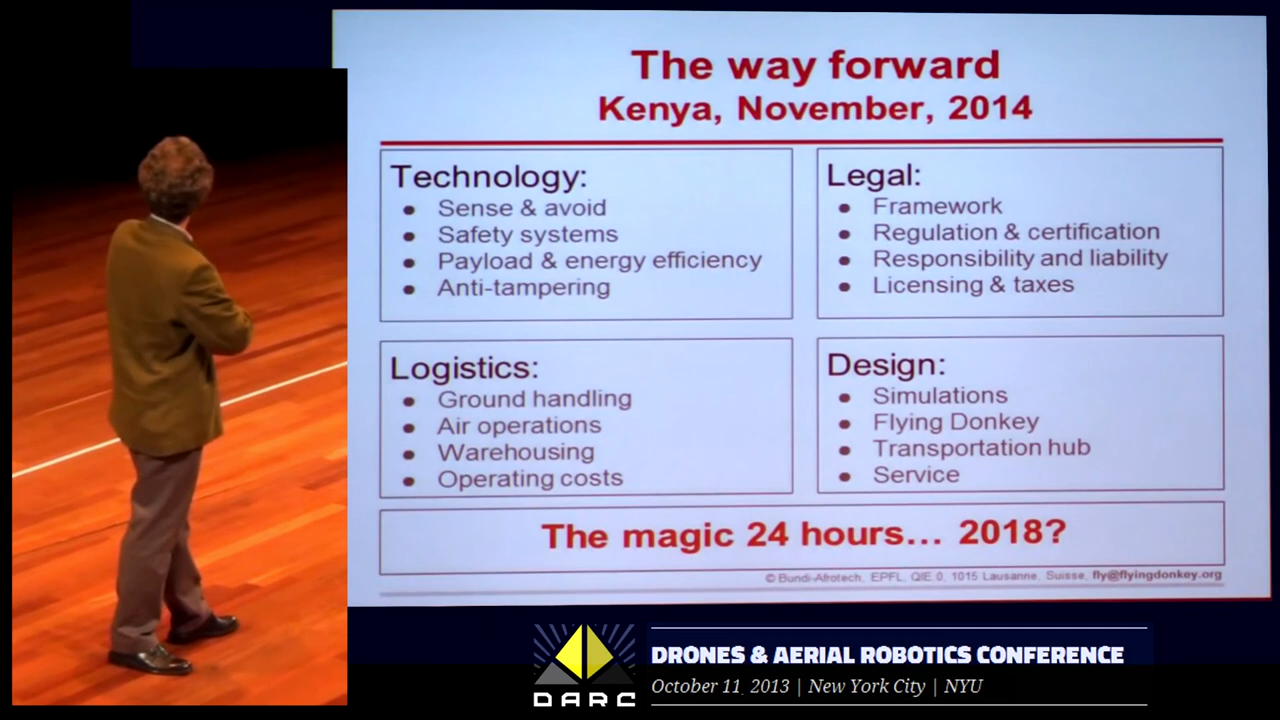 The way forward
Kenya, November, 2014
Technology:
● Sense & avoid
● Safety systems
● Payload & energy efficiency
● Anti-tampering
Legal:
● Framework
● Regulation & certification
● Responsibility and liability
● Licensing & taxes
Logistics:
● Ground handling
● Air operations
● Warehousing
● Operating costs
Design:
● Simulations
● Flying Donkey
● Transportation hub
● Service
The magic 24 hours... 2018?
© Bundi-Afrotech, EPFL, QIE 0, 1015 Lausanne, Suisse, fly@flyingdonkey.org
DARC
DRONES & AERIAL ROBOTICS CONFERENCE
October 11, 2013 | New York City | NYU